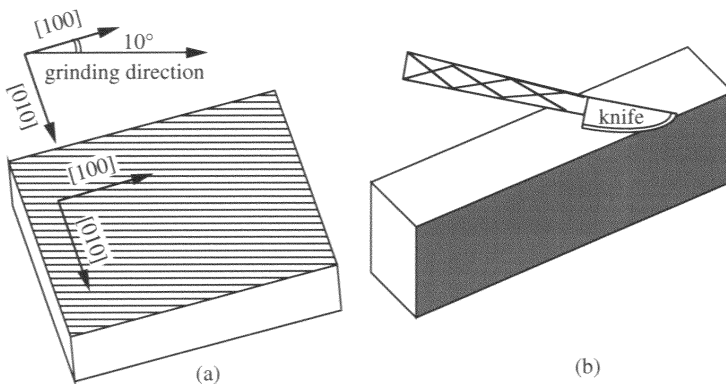 [100]
10°
grinding direction
[010]
[100]
[010]
(a)
knife
(b)